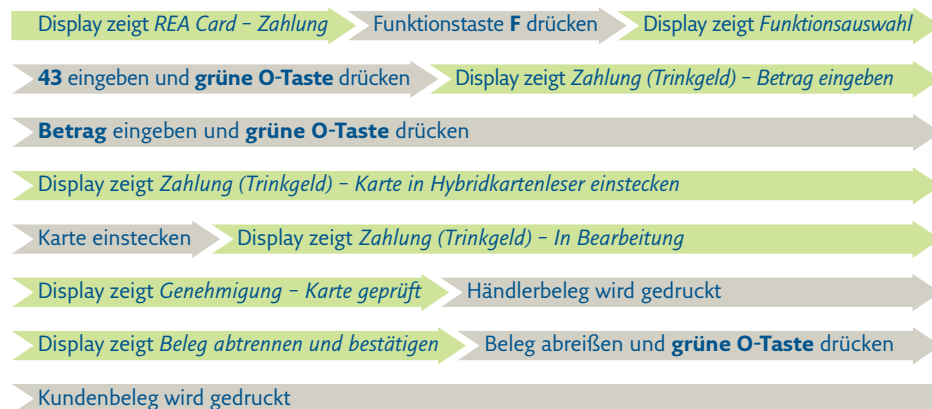 Display zeigt REA Card – Zahlung Funktionstaste F drücken Display zeigt Funktionsauswahl
43 eingeben und grüne O-Taste drücken Display zeigt Zahlung (Trinkgeld) – Betrag eingeben
Betrag eingeben und grüne O-Taste drücken
Display zeigt Zahlung (Trinkgeld) – Karte in Hybridkartenleser einstecken
Karte einstecken Display zeigt Zahlung (Trinkgeld) – In Bearbeitung
Display zeigt Genehmigung – Karte geprüft Händlerbeleg wird gedruckt
Display zeigt Beleg abtrennen und bestätigen Beleg abreißen und grüne O-Taste drücken
Kundenbeleg wird gedruckt